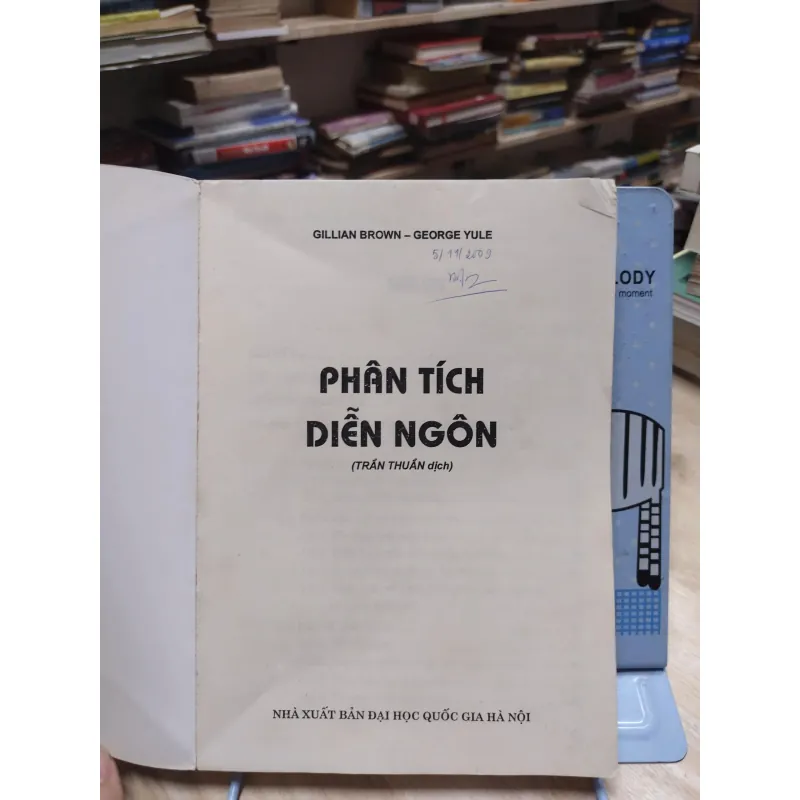 GILLIAN BROWN – GEORGE YULE
5/11/2009
PHÂN TÍCH
DIỄN NGÔN
(TRẦN THUẦN dịch)
NHÀ XUẤT BẢN ĐẠI HỌC QUỐC GIA HÀ NỘI
LODY
moment